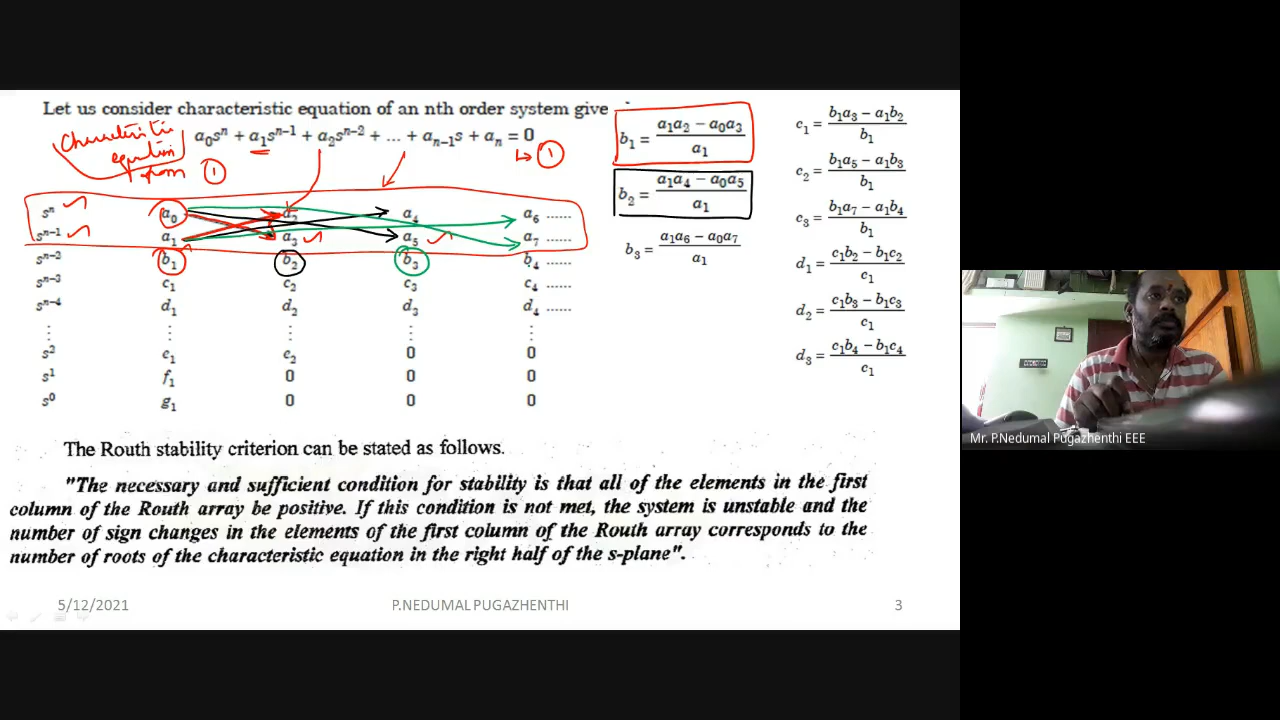 Let us consider characteristic equation of an nth order system give
a₀sⁿ + a₁sⁿ⁻¹ + a₂sⁿ⁻² + ... + aₙ₋₁s + aₙ = 0
Characteristic
equation
from ①
↳ ①
sⁿ a₀ a₂ a₄ a₆ ......
sⁿ⁻¹ a₁ a₃ a₅ a₇ ......
sⁿ⁻² b₁ b₂ b₃ b₄ ......
sⁿ⁻³ c₁ c₂ c₃ c₄ ......
sⁿ⁻⁴ d₁ d₂ d₃ d₄ ......
⋮ ⋮ ⋮ ⋮ ⋮
s² e₁ e₂ 0 0
s¹ f₁ 0 0 0
s⁰ g₁ 0 0 0
b₁ = (a₁a₂ − a₀a₃) / a₁
b₂ = (a₁a₄ − a₀a₅) / a₁
b₃ = (a₁a₆ − a₀a₇) / a₁
c₁ = (b₁a₃ − a₁b₂) / b₁
c₂ = (b₁a₅ − a₁b₃) / b₁
c₃ = (b₁a₇ − a₁b₄) / b₁
d₁ = (c₁b₂ − b₁c₂) / c₁
d₂ = (c₁b₃ − b₁c₃) / c₁
d₃ = (c₁b₄ − b₁c₄) / c₁
The Routh stability criterion can be stated as follows.
"The necessary and sufficient condition for stability is that all of the elements in the first
column of the Routh array be positive. If this condition is not met, the system is unstable and the
number of sign changes in the elements of the first column of the Routh array corresponds to the
number of roots of the characteristic equation in the right half of the s-plane".
5/12/2021
P.NEDUMAL PUGAZHENTHI
3
Mr. P.Nedumal Pugazhenthi EEE